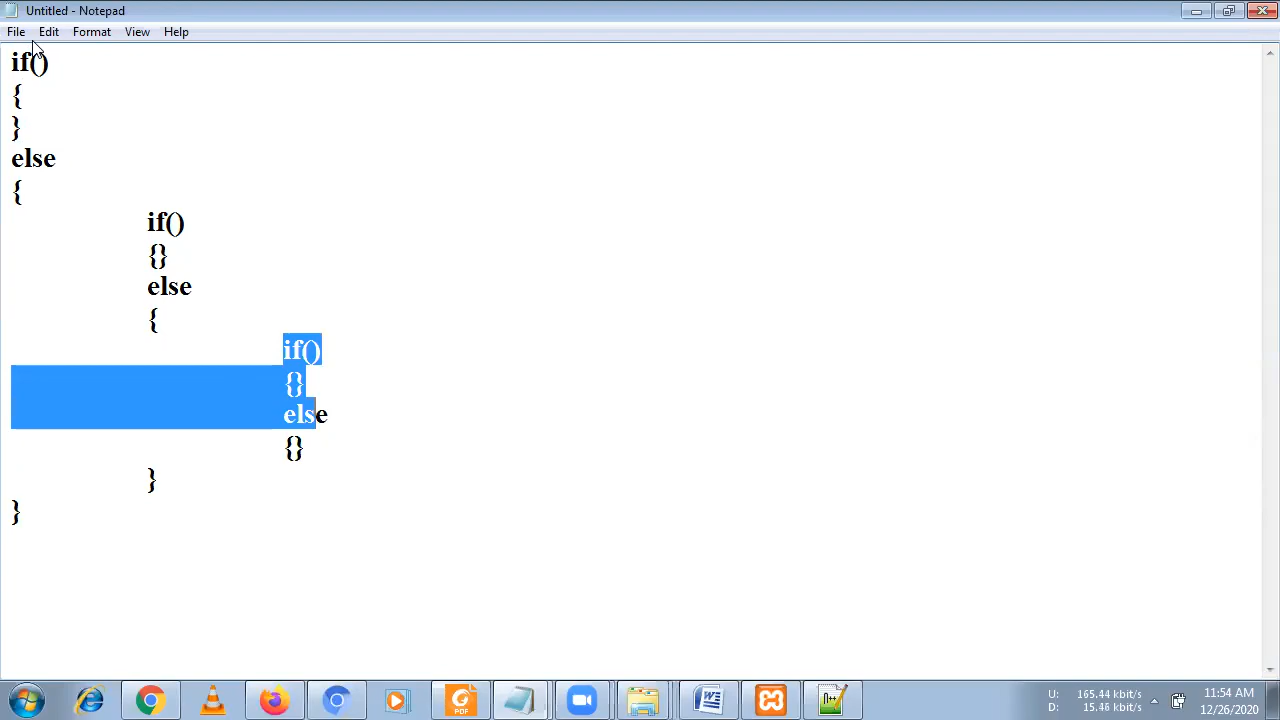 Untitled - Notepad
File Edit Format View Help
if()
{
}
else
{
if()
{}
else
{
if()
{}
else
{}
}
}
PDF
W
U: 165.44 kbit/s
D: 15.46 kbit/s
11:54 AM
12/26/2020